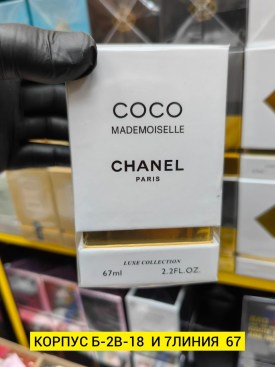 COCO
MADEMOISELLE
CHANEL
PARIS
LUXE COLLECTION
67ml 2.2FL.OZ.
КОРПУС Б-2В-18 И 7ЛИНИЯ 67